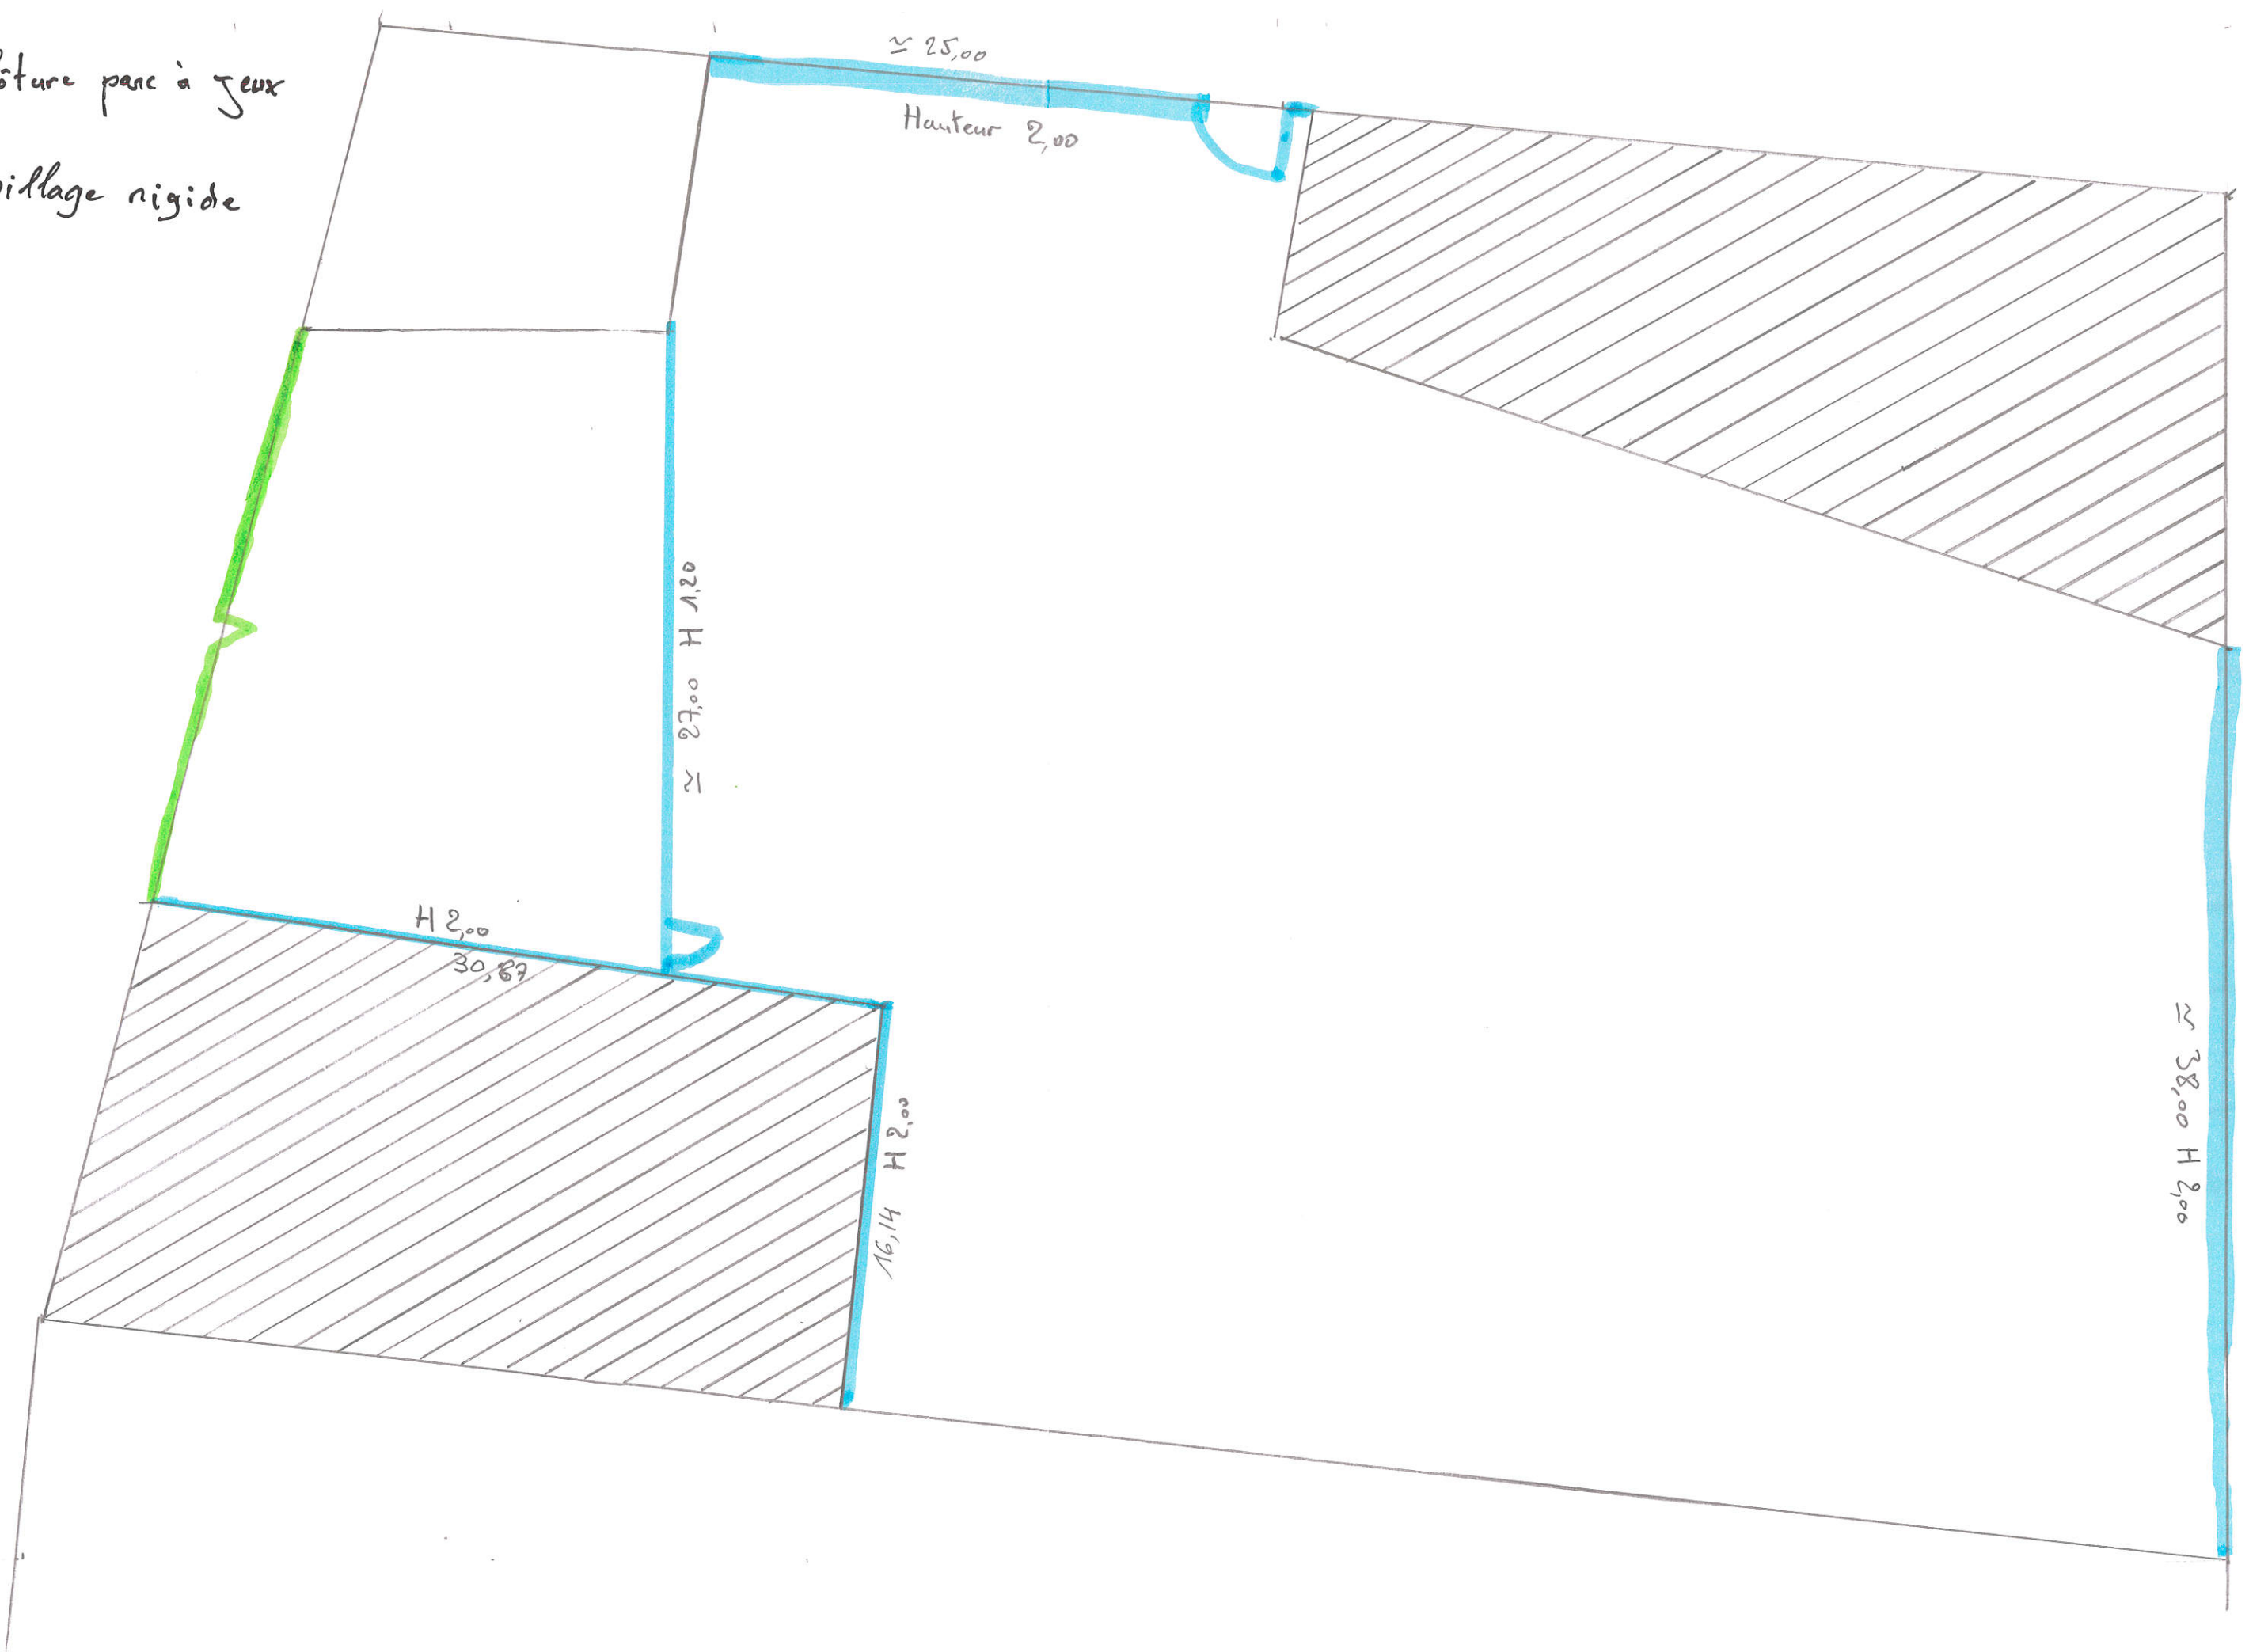 ôture parc à jeux
illage rigide
≃ 25,00
Hauteur 2,00
≃ 27,00 H 1,20
H 2,00
30,67
16,14 H 2,00
≃ 38,00 H 2,00